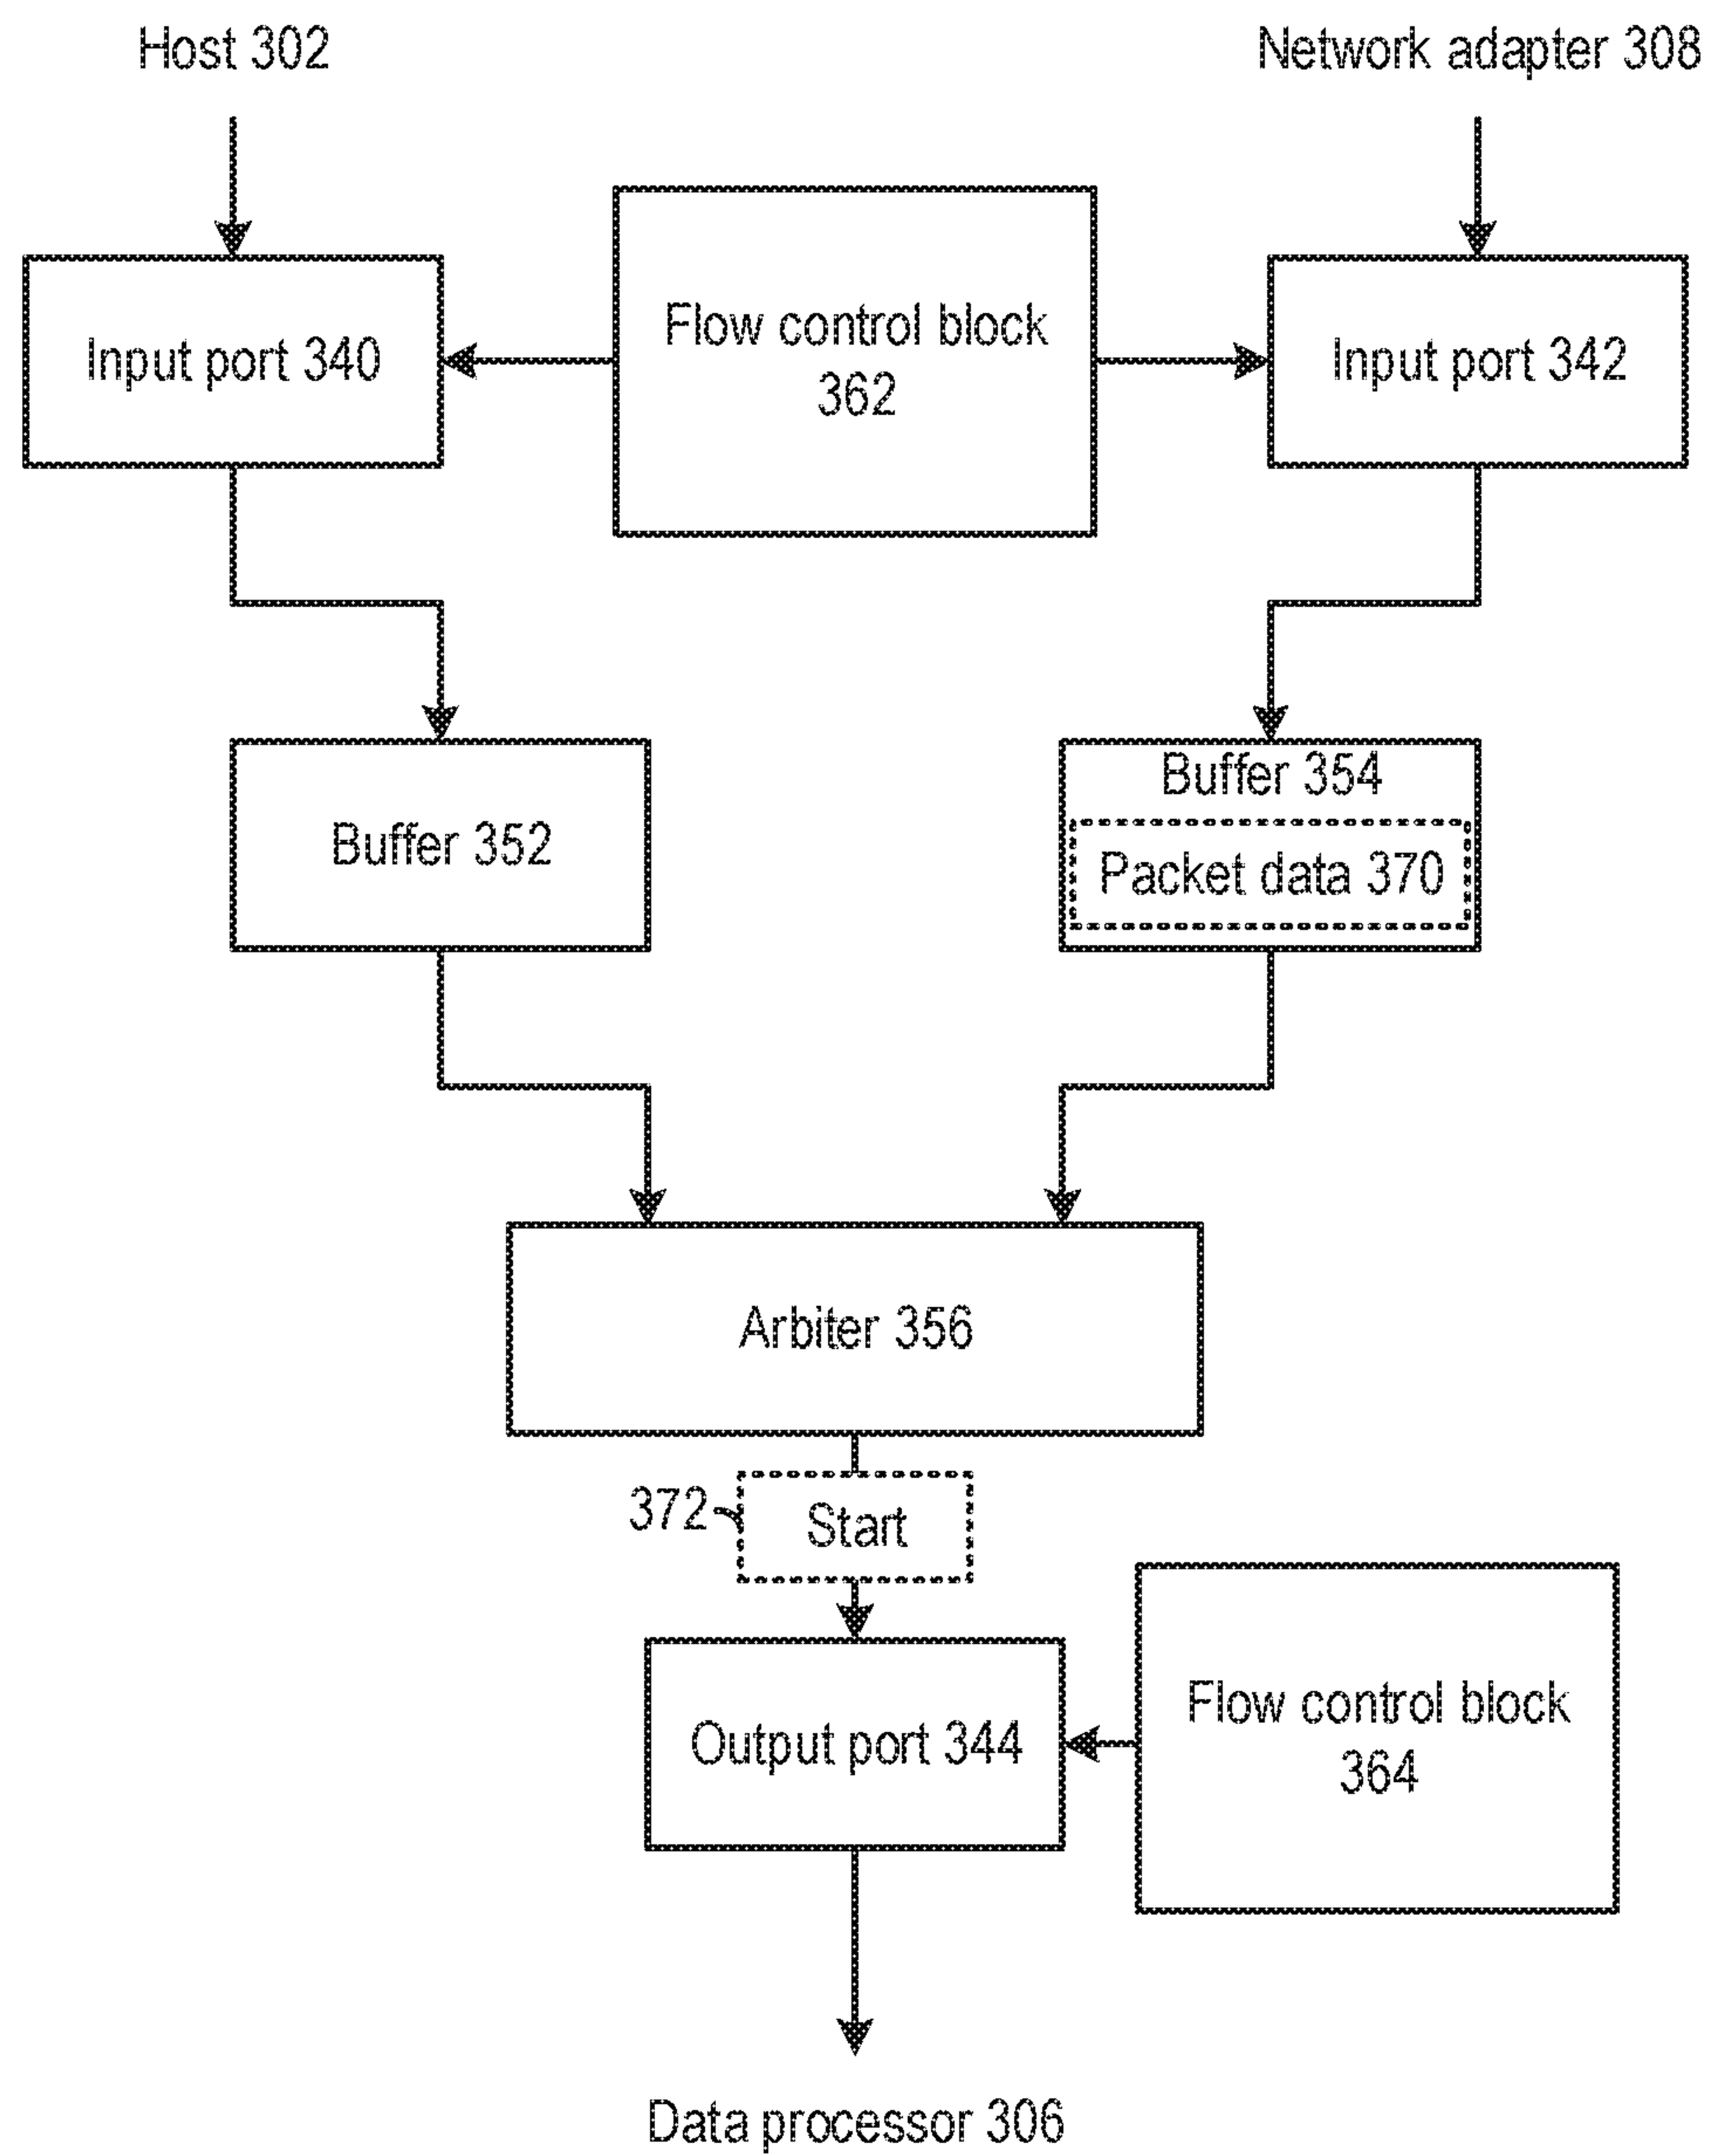 Host 302
Network adapter 308
Input port 340
Flow control block
362
Input port 342
Buffer 352
Buffer 354
Packet data 370
Arbiter 356
372
Start
Output port 344
Flow control block
364
Data processor 306